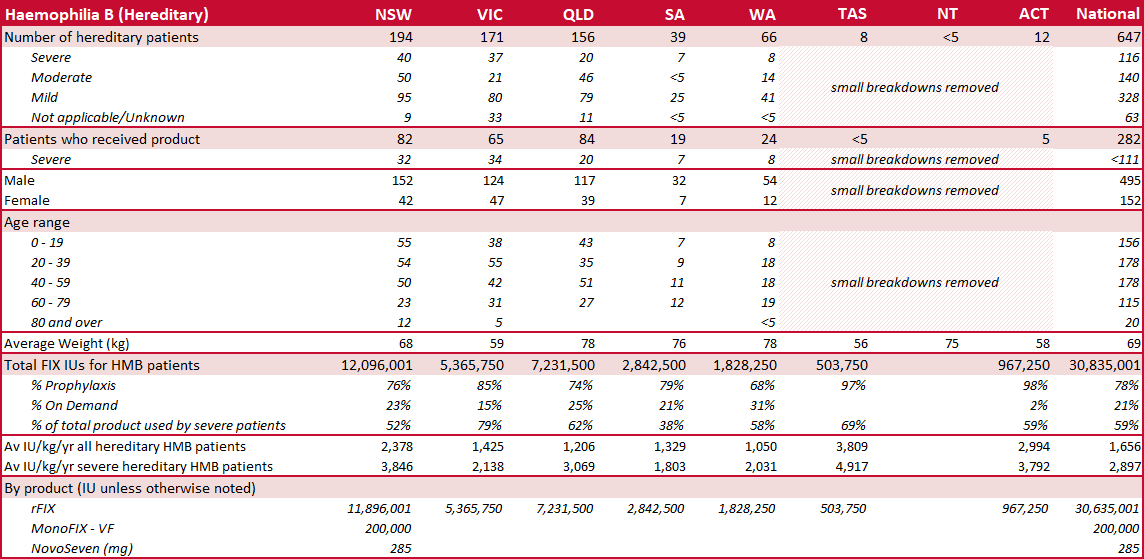 Haemophilia B (Hereditary) NSW VIC QLD SA WA TAS NT ACT National
Number of hereditary patients 194 171 156 39 66 8 <5 12 647
Severe 40 37 20 7 8 116
Moderate 50 21 46 <5 14 140
small breakdowns removed
Mild 95 80 79 25 41 328
Not applicable/Unknown 9 33 11 <5 <5 63
Patients who received product 82 65 84 19 24 <5 5 282
Severe 32 34 20 7 8 small breakdowns removed <111
Male 152 124 117 32 54 495
small breakdowns removed
Female 42 47 39 7 12 152
Age range
0 - 19 55 38 43 7 8 156
20 - 39 54 55 35 9 18 178
40 - 59 50 42 51 11 18 small breakdowns removed 178
60 - 79 23 31 27 12 19 115
80 and over 12 5 <5 20
Average Weight (kg) 68 59 78 76 78 56 75 58 69
Total FIX IUs for HMB patients 12,096,001 5,365,750 7,231,500 2,842,500 1,828,250 503,750 967,250 30,835,001
% Prophylaxis 76% 85% 74% 79% 68% 97% 98% 78%
% On Demand 23% 15% 25% 21% 31% 2% 21%
% of total product used by severe patients 52% 79% 62% 38% 58% 69% 59% 59%
Av IU/kg/yr all hereditary HMB patients 2,378 1,425 1,206 1,329 1,050 3,809 2,994 1,656
Av IU/kg/yr severe hereditary HMB patients 3,846 2,138 3,069 1,803 2,031 4,917 3,792 2,897
By product (IU unless otherwise noted)
rFIX 11,896,001 5,365,750 7,231,500 2,842,500 1,828,250 503,750 967,250 30,635,001
MonoFIX - VF 200,000 200,000
NovoSeven (mg) 285 285